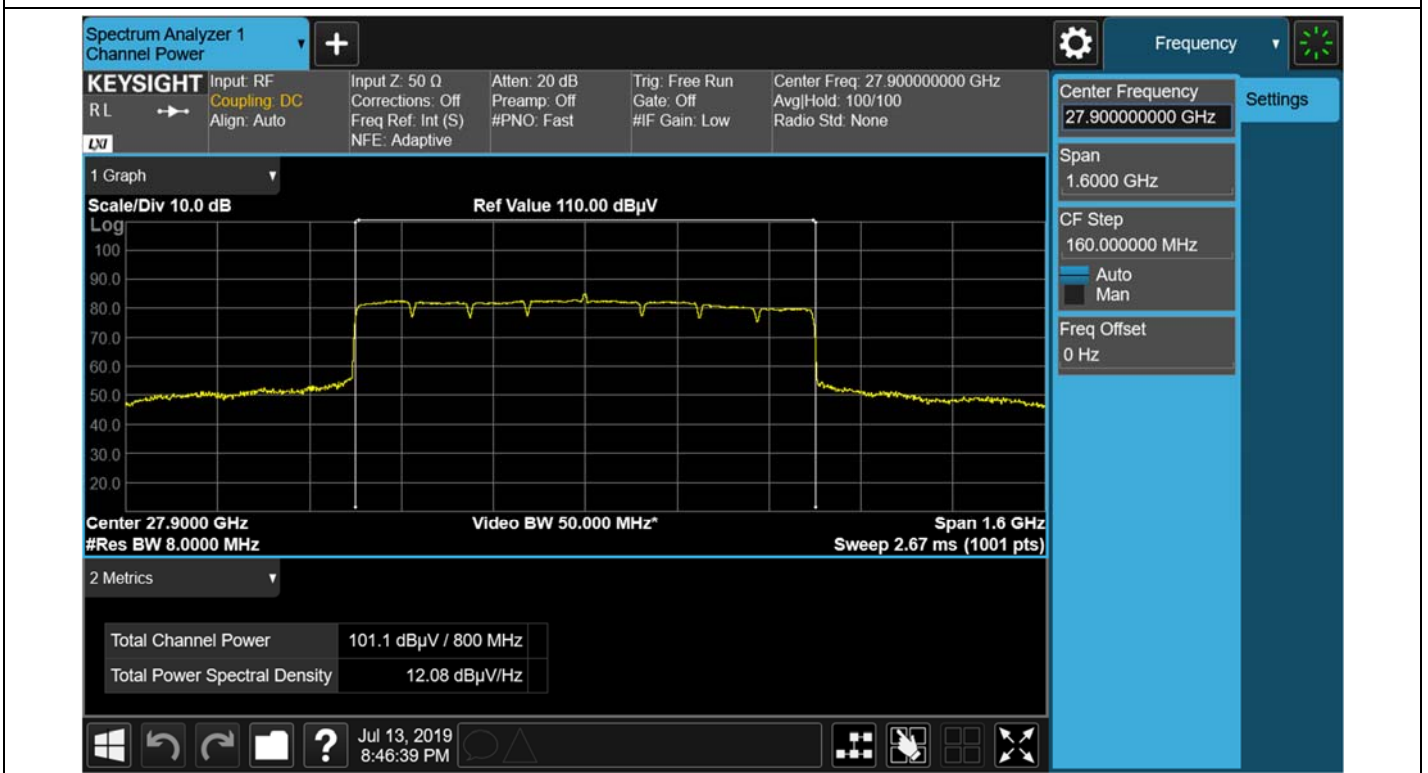 Spectrum Analyzer 1
Channel Power
Frequency
KEYSIGHT
R L
LXI
Input: RF
Coupling: DC
Align: Auto
Input Z: 50 Ω
Corrections: Off
Freq Ref: Int (S)
NFE: Adaptive
Atten: 20 dB
Preamp: Off
#PNO: Fast
Trig: Free Run
Gate: Off
#IF Gain: Low
Center Freq: 27.900000000 GHz
Avg|Hold: 100/100
Radio Std: None
Center Frequency
27.900000000 GHz
Settings
Span
1.6000 GHz
CF Step
160.000000 MHz
Auto
Man
Freq Offset
0 Hz
1 Graph
Scale/Div 10.0 dB
Ref Value 110.00 dBµV
Log
100
90.0
80.0
70.0
60.0
50.0
40.0
30.0
20.0
Center 27.9000 GHz
Video BW 50.000 MHz*
Span 1.6 GHz
#Res BW 8.0000 MHz
Sweep 2.67 ms (1001 pts)
2 Metrics
Total Channel Power 101.1 dBµV / 800 MHz
Total Power Spectral Density 12.08 dBµV/Hz
?
Jul 13, 2019
8:46:39 PM